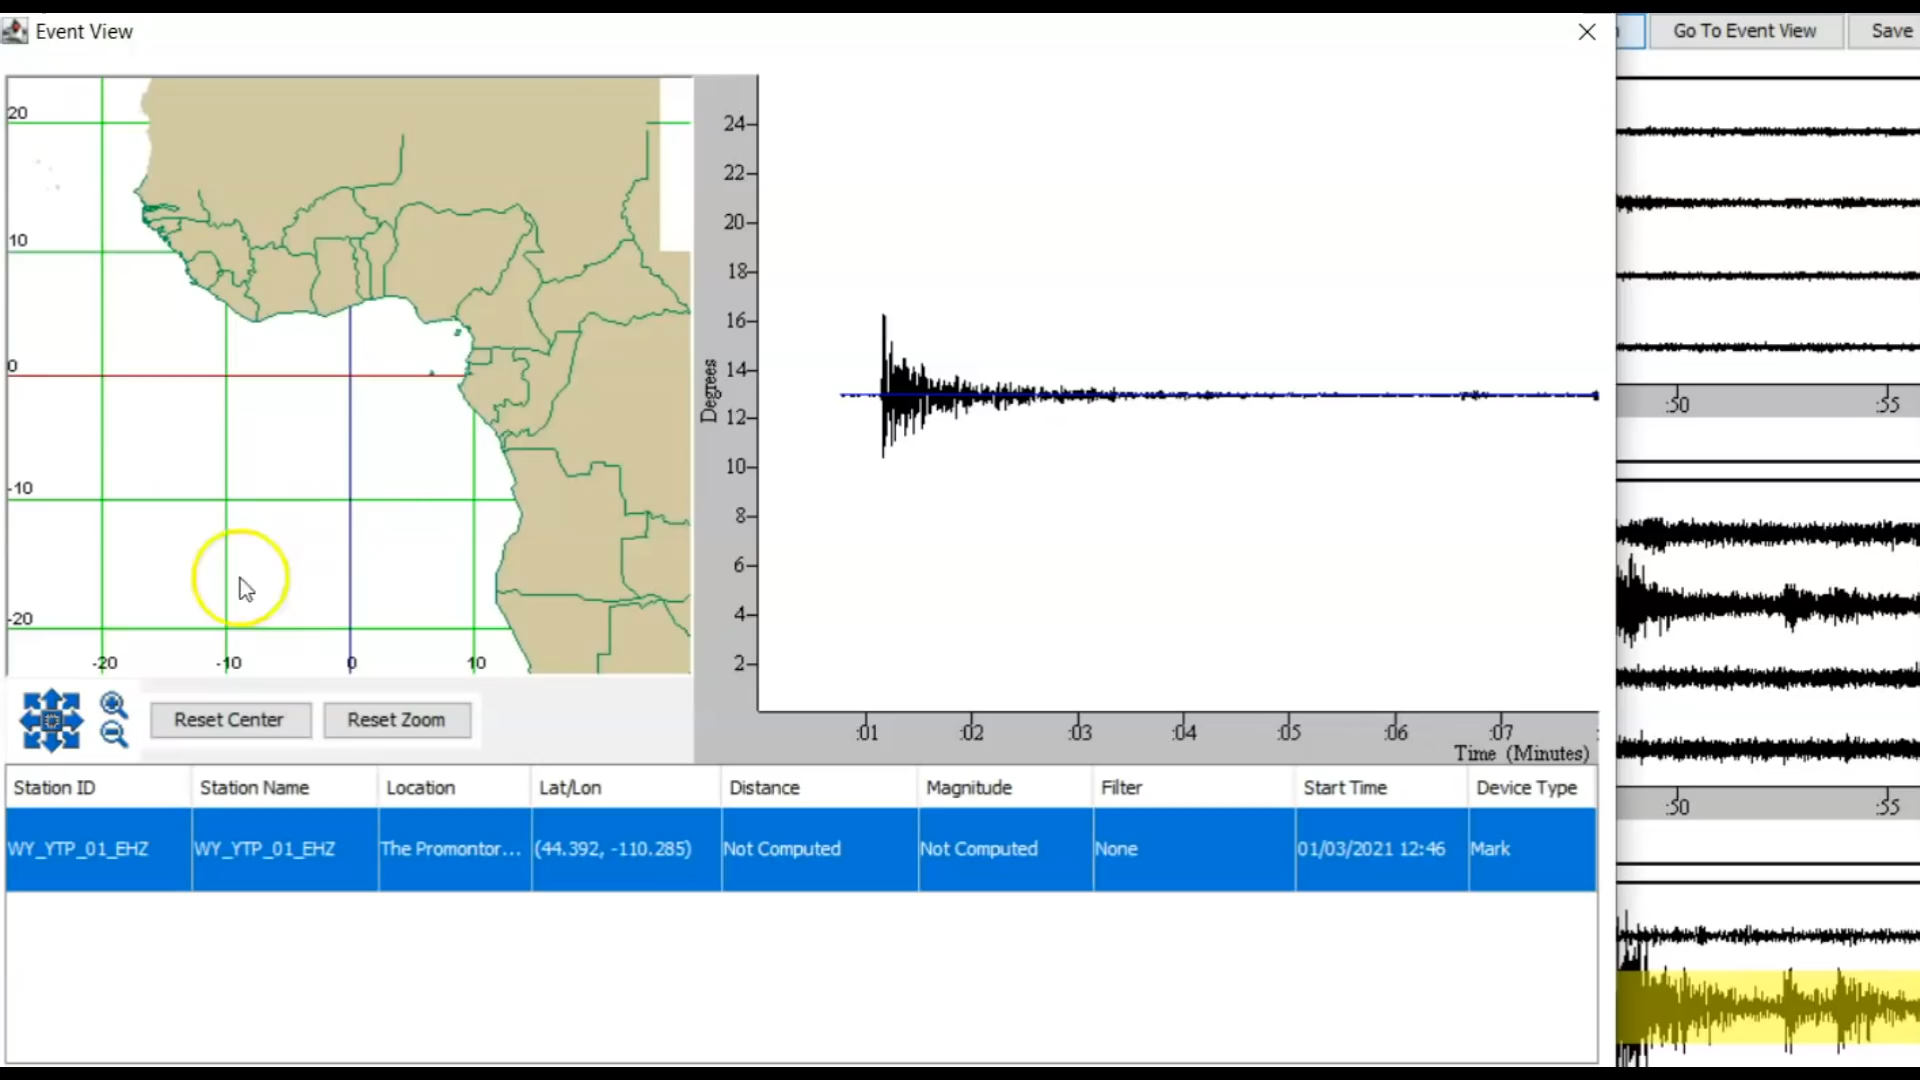 Event View
Go To Event View
Save
20
10
0
-10
-20
-20 -10 0 10
Reset Center
Reset Zoom
Degrees
24
22
20
18
16
14
12
10
8
6
4
2
:01 :02 :03 :04 :05 :06 :07
Time (Minutes)
Station ID Station Name Location Lat/Lon Distance Magnitude Filter Start Time Device Type
WY_YTP_01_EHZ WY_YTP_01_EHZ The Promontor... (44.392, -110.285) Not Computed Not Computed None 01/03/2021 12:46 Mark
:50 :55
:50 :55